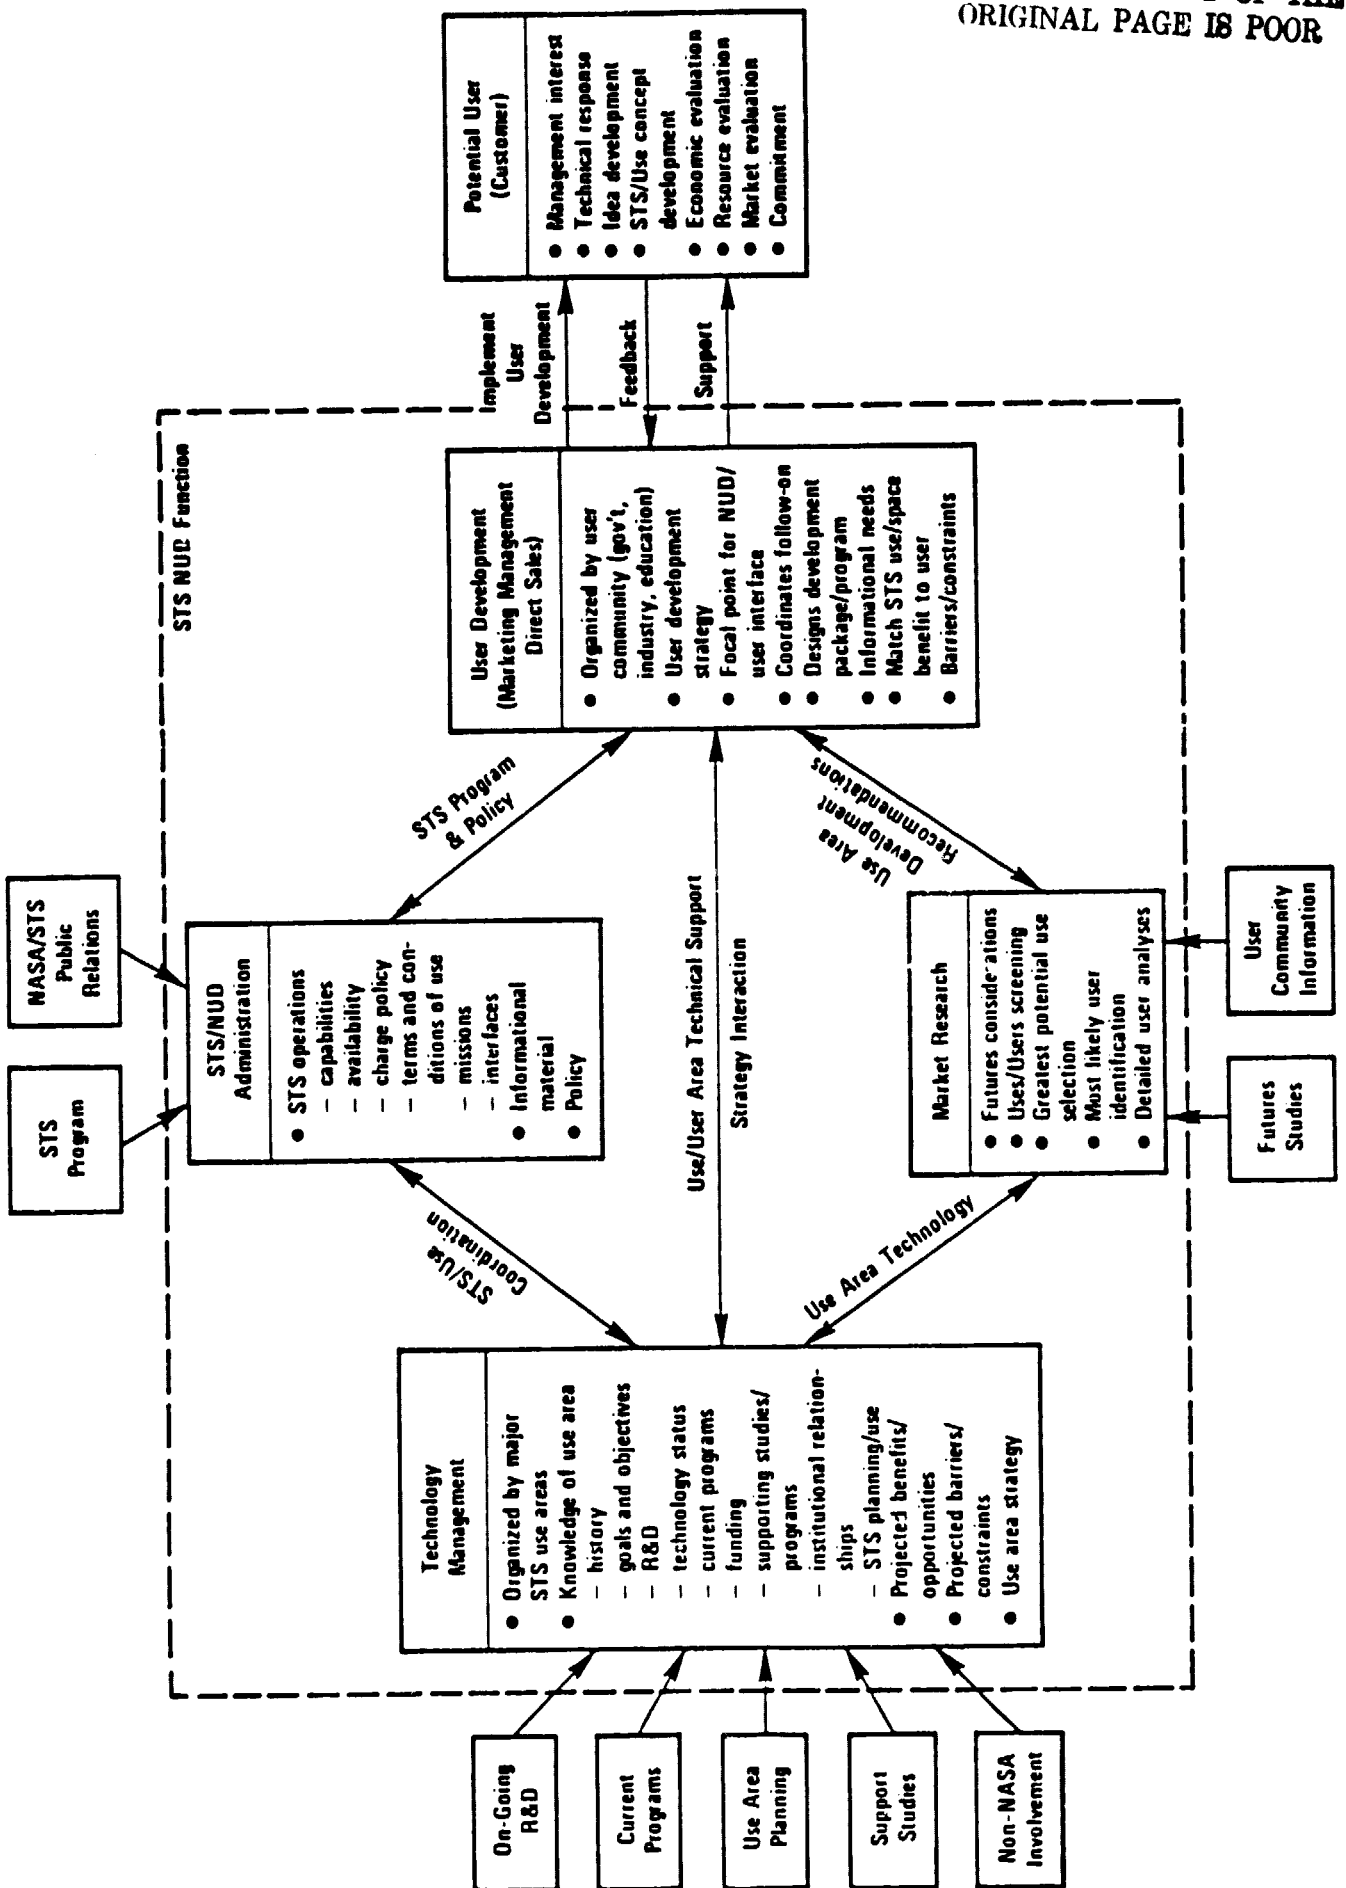 ORIGINAL PAGE IS POOR
STS NUD Function
STS
Program
NASA/STS
Public
Relations
STS/NUD
Administration
● STS operations
– capabilities
– availability
– charge policy
– terms and con-
ditions of use
– missions
– interfaces
● Informational
material
● Policy
STS/Use
Coordination
STS Program
& Policy
On-Going
R&D
Current
Programs
Use Area
Planning
Support
Studies
Non-NASA
Involvement
Technology
Management
● Organized by major
STS use areas
● Knowledge of use area
– history
– goals and objectives
– R&D
– technology status
– current programs
– funding
– supporting studies/
programs
– institutional relation-
ships
– STS planning/use
● Projected benefits/
opportunities
● Projected barriers/
constraints
● Use area strategy
Use/User Area Technical Support
Strategy Interaction
User Development
(Marketing Management
Direct Sales)
● Organized by user
community (gov't,
industry, education)
● User development
strategy
● Focal point for NUD/
user interface
● Coordinates follow-on
● Designs development
package/program
● Informational needs
● Match STS use/space
benefit to user
● Barriers/constraints
Implement
User
Development
Feedback
Support
Potential User
(Customer)
● Management interest
● Technical response
● Idea development
● STS/Use concept
development
● Economic evaluation
● Resource evaluation
● Market evaluation
● Commitment
Use Area Technology
Use Area
Development
Recommendations
Market Research
● Futures considerations
● Uses/Users screening
● Greatest potential use
selection
● Most likely user
identification
● Detailed user analyses
Futures
Studies
User
Community
Information